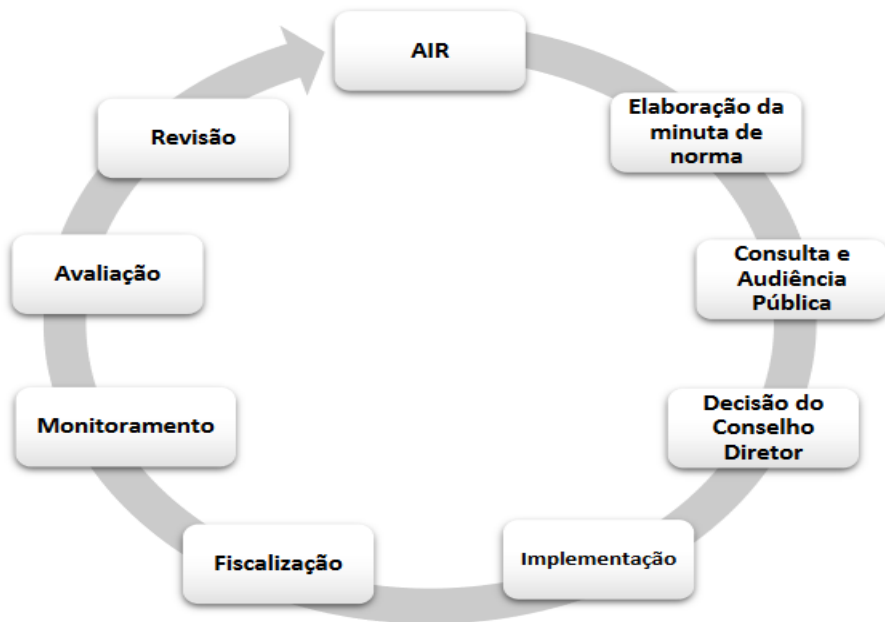 AIR
Elaboração da
minuta de
norma
Consulta e
Audiência
Pública
Decisão do
Conselho
Diretor
Implementação
Fiscalização
Monitoramento
Avaliação
Revisão